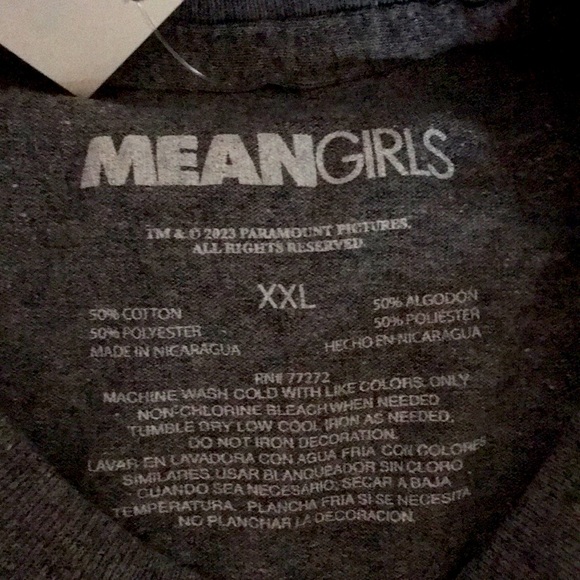 MEANGIRLS
TM & © 2023 PARAMOUNT PICTURES.
ALL RIGHTS RESERVED.
XXL
50% COTTON
50% POLYESTER
MADE IN NICARAGUA
50% ALGODÓN
50% POLIÉSTER
HECHO EN NICARAGUA
RN# 77272
MACHINE WASH COLD WITH LIKE COLORS. ONLY
NON-CHLORINE BLEACH WHEN NEEDED.
TUMBLE DRY LOW. COOL IRON AS NEEDED.
DO NOT IRON DECORATION.
LAVAR EN LAVADORA CON AGUA FRIA CON COLORES
SIMILARES. USAR BLANQUEADOR SIN CLORO
CUANDO SEA NECESARIO. SECAR A BAJA
TEMPERATURA. PLANCHA FRIA SI SE NECESITA
NO PLANCHAR LA DECORACION.